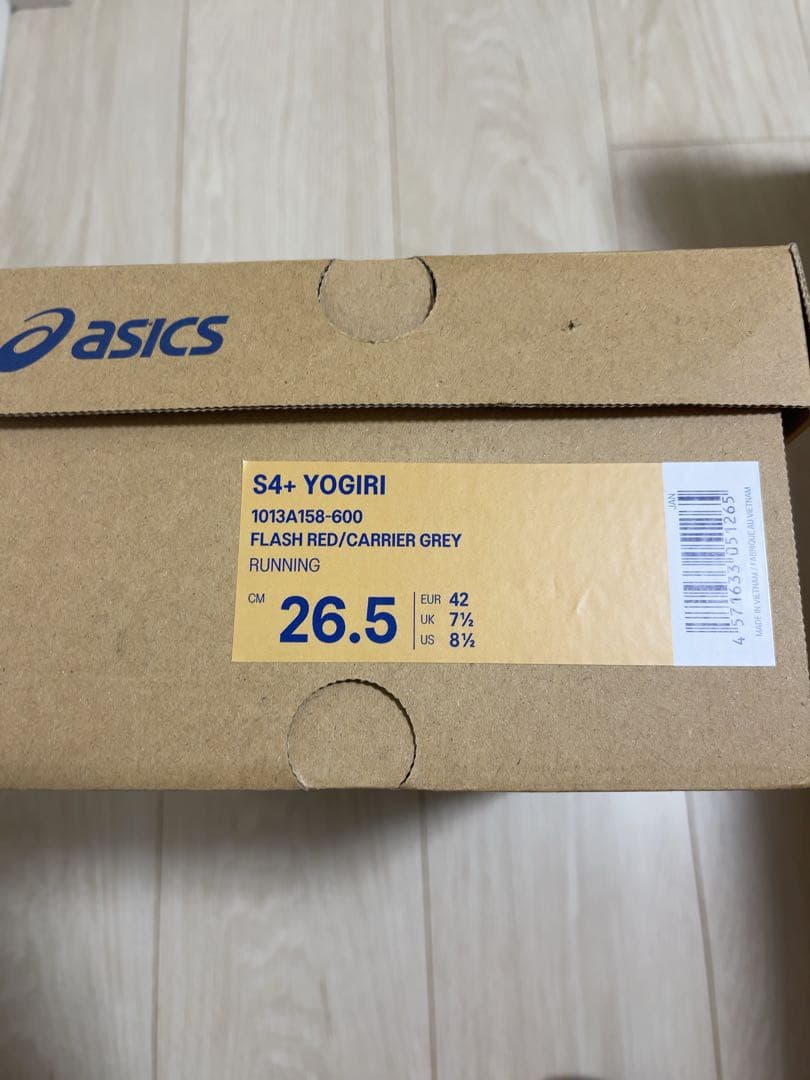 asics
S4+ YOGIRI
1013A158-600
FLASH RED/CARRIER GREY
RUNNING
CM 26.5
EUR 42
UK 7½
US 8½
JAN
4 571633 051265
MADE IN VIETNAM / FABRIQUE AU VIETNAM